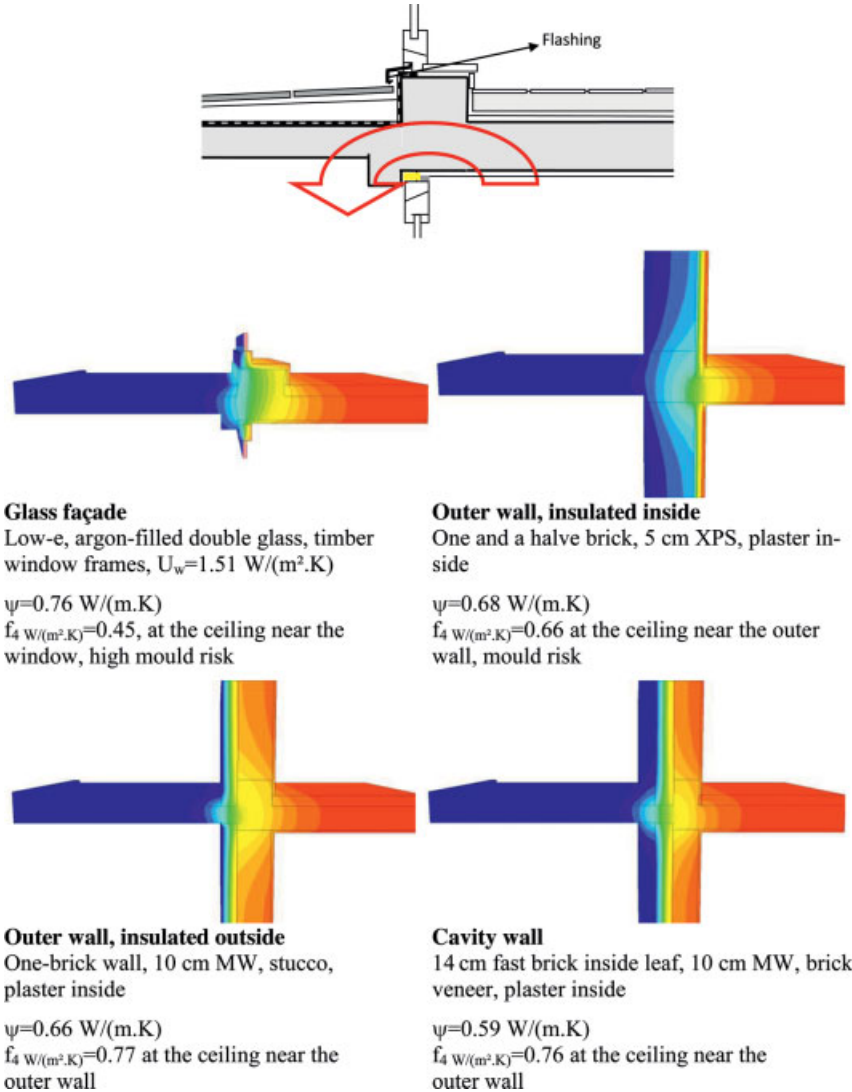 Flashing
Glass façade
Low-e, argon-filled double glass, timber
window frames, U_w=1.51 W/(m².K)
ψ=0.76 W/(m.K)
f_4 W/(m².K)=0.45, at the ceiling near the
window, high mould risk
Outer wall, insulated inside
One and a halve brick, 5 cm XPS, plaster in-
side
ψ=0.68 W/(m.K)
f_4 W/(m².K)=0.66 at the ceiling near the outer
wall, mould risk
Outer wall, insulated outside
One-brick wall, 10 cm MW, stucco,
plaster inside
ψ=0.66 W/(m.K)
f_4 W/(m².K)=0.77 at the ceiling near the
outer wall
Cavity wall
14 cm fast brick inside leaf, 10 cm MW, brick
veneer, plaster inside
ψ=0.59 W/(m.K)
f_4 W/(m².K)=0.76 at the ceiling near the
outer wall